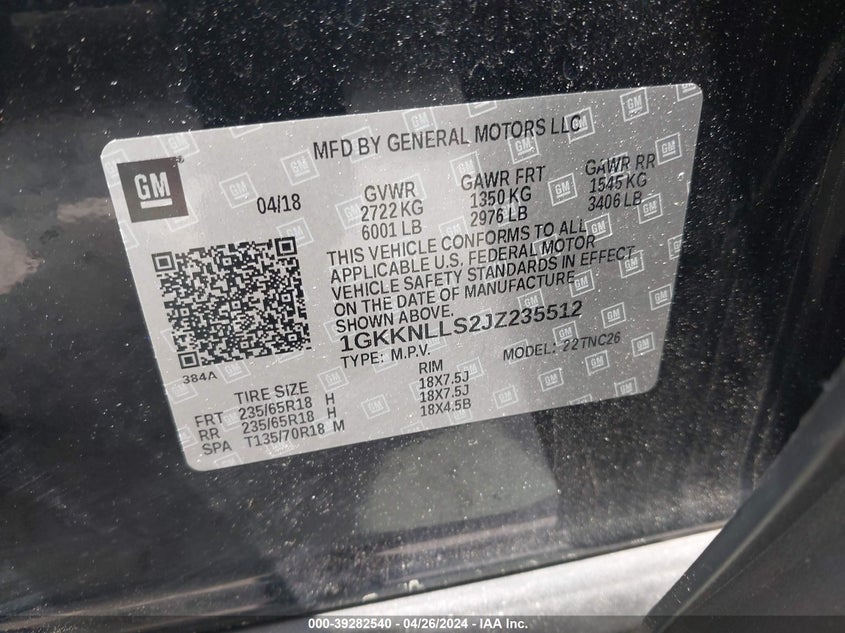 MFD BY GENERAL MOTORS LLC
GM
04/18
GVWR
2722 KG
6001 LB
GAWR FRT
1350 KG
2976 LB
GAWR RR
1545 KG
3406 LB
THIS VEHICLE CONFORMS TO ALL
APPLICABLE U.S. FEDERAL MOTOR
VEHICLE SAFETY STANDARDS IN EFFECT
ON THE DATE OF MANUFACTURE
SHOWN ABOVE.
1GKKNLLS2JZ235512
TYPE: M.P.V. MODEL: 22TNC26
384A
TIRE SIZE RIM
FRT 235/65R18 H 18X7.5J
RR 235/65R18 H 18X7.5J
SPA T135/70R18 M 18X4.5B
000-39282540 - 04/26/2024 - IAA Inc.